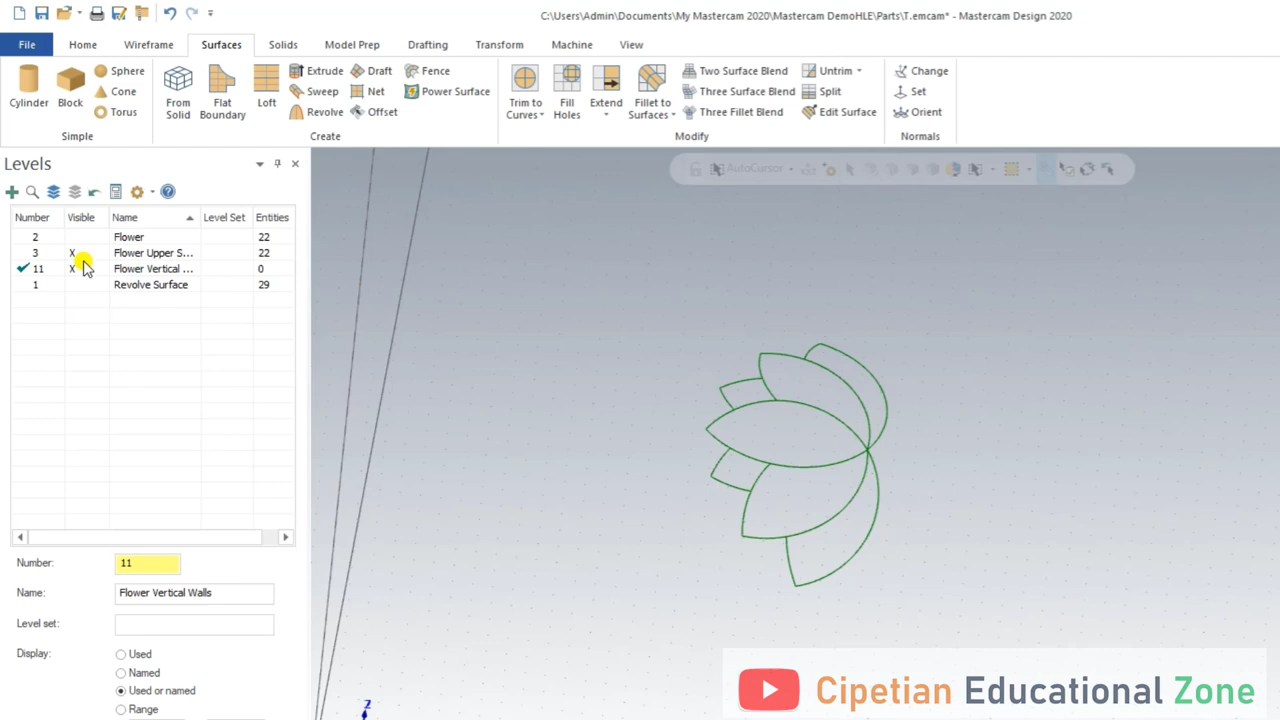 C:\Users\Admin\Documents\My Mastercam 2020\Mastercam DemoHLE\Parts\T.emcam* - Mastercam Design 2020
File Home Wireframe Surfaces Solids Model Prep Drafting Transform Machine View
Cylinder Block Sphere Cone Torus
Simple
From Solid Flat Boundary Loft Extrude Sweep Revolve Draft Net Offset Fence Power Surface
Create
Trim to Curves Fill Holes Extend Fillet to Surfaces Two Surface Blend Three Surface Blend Three Fillet Blend Untrim Split Edit Surface
Modify
Change Set Orient
Normals
Levels
AutoCursor
Number Visible Name Level Set Entities
2 Flower 22
3 X Flower Upper S... 22
11 X Flower Vertical ... 0
1 Revolve Surface 29
Number: 11
Name: Flower Vertical Walls
Level set:
Display: Used
Named
Used or named
Range
Z
Cipetian Educational Zone